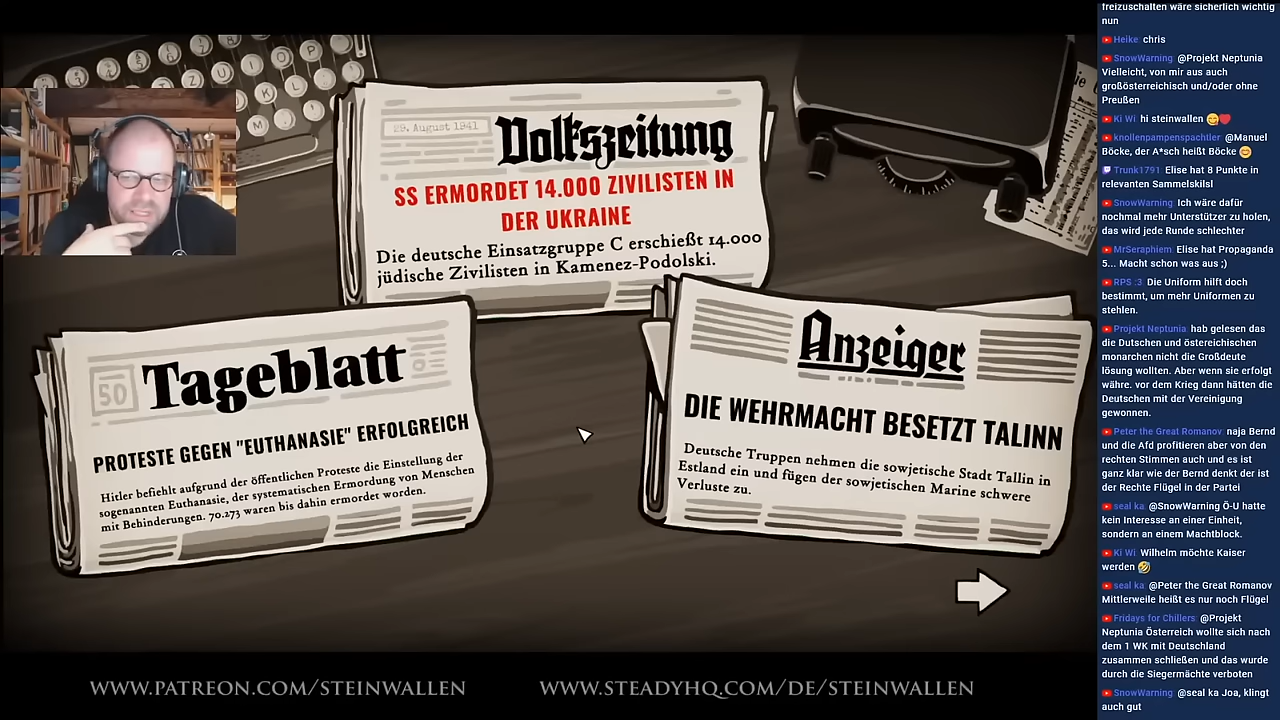 29. August 1941
Volkszeitung
SS ERMORDET 14.000 ZIVILISTEN IN
DER UKRAINE
Die deutsche Einsatzgruppe C erschießt 14.000
jüdische Zivilisten in Kamenez-Podolski.
50
Tageblatt
PROTESTE GEGEN "EUTHANASIE" ERFOLGREICH
Hitler befiehlt aufgrund der öffentlichen Proteste die Einstellung der
sogenannten Euthanasie, der systematischen Ermordung von Menschen
mit Behinderungen. 70.273 waren bis dahin ermordet worden.
Anzeiger
DIE WEHRMACHT BESETZT TALINN
Deutsche Truppen nehmen die sowjetische Stadt Tallin in
Estland ein und fügen der sowjetischen Marine schwere
Verluste zu.
WWW.PATREON.COM/STEINWALLEN
WWW.STEADYHQ.COM/DE/STEINWALLEN
freizuschalten wäre sicherlich wichtig
nun
Heike: chris
SnowWarning: @Projekt Neptunia
Vielleicht, von mir aus auch
großösterreichisch und/oder ohne
Preußen
Ki Wi: hi steinwallen 😋❤️
knollenpampenspachtler: @Manuel
Böcke, der A*sch heißt Böcke 😊
Trunk1791: Elise hat 8 Punkte in
relevanten Sammelskilsl
SnowWarning: Ich wäre dafür
nochmal mehr Unterstützer zu holen,
das wird jede Runde schlechter
MrSeraphiem: Elise hat Propaganda
5... Macht schon was aus ;)
RPS :3: Die Uniform hilft doch
bestimmt, um mehr Uniformen zu
stehlen.
Projekt Neptunia: hab gelesen das
die Dutschen und östereichischen
monarchen nicht die Großdeute
lösung wollten. Aber wenn sie erfolgt
währe. vor dem Krieg dann hätten die
Deutschen mit der Vereinigung
gewonnen.
Peter the Great Romanov: naja Bernd
und die Afd profitieren aber von den
rechten Stimmen auch und es ist
ganz klar wie der Bernd denkt der ist
der Rechte Flügel in der Partei
seal ka: @SnowWarning Ö-U hatte
kein Interesse an einer Einheit,
sondern an einem Machtblock.
Ki Wi: Wilhelm möchte Kaiser
werden 🤣
seal ka: @Peter the Great Romanov
Mittlerweile heißt es nur noch Flügel
Fridays for Chillers: @Projekt
Neptunia Österreich wollte sich nach
dem 1 WK mit Deutschland
zusammen schließen und das wurde
durch die Siegermächte verboten
SnowWarning: @seal ka Joa, klingt
auch gut